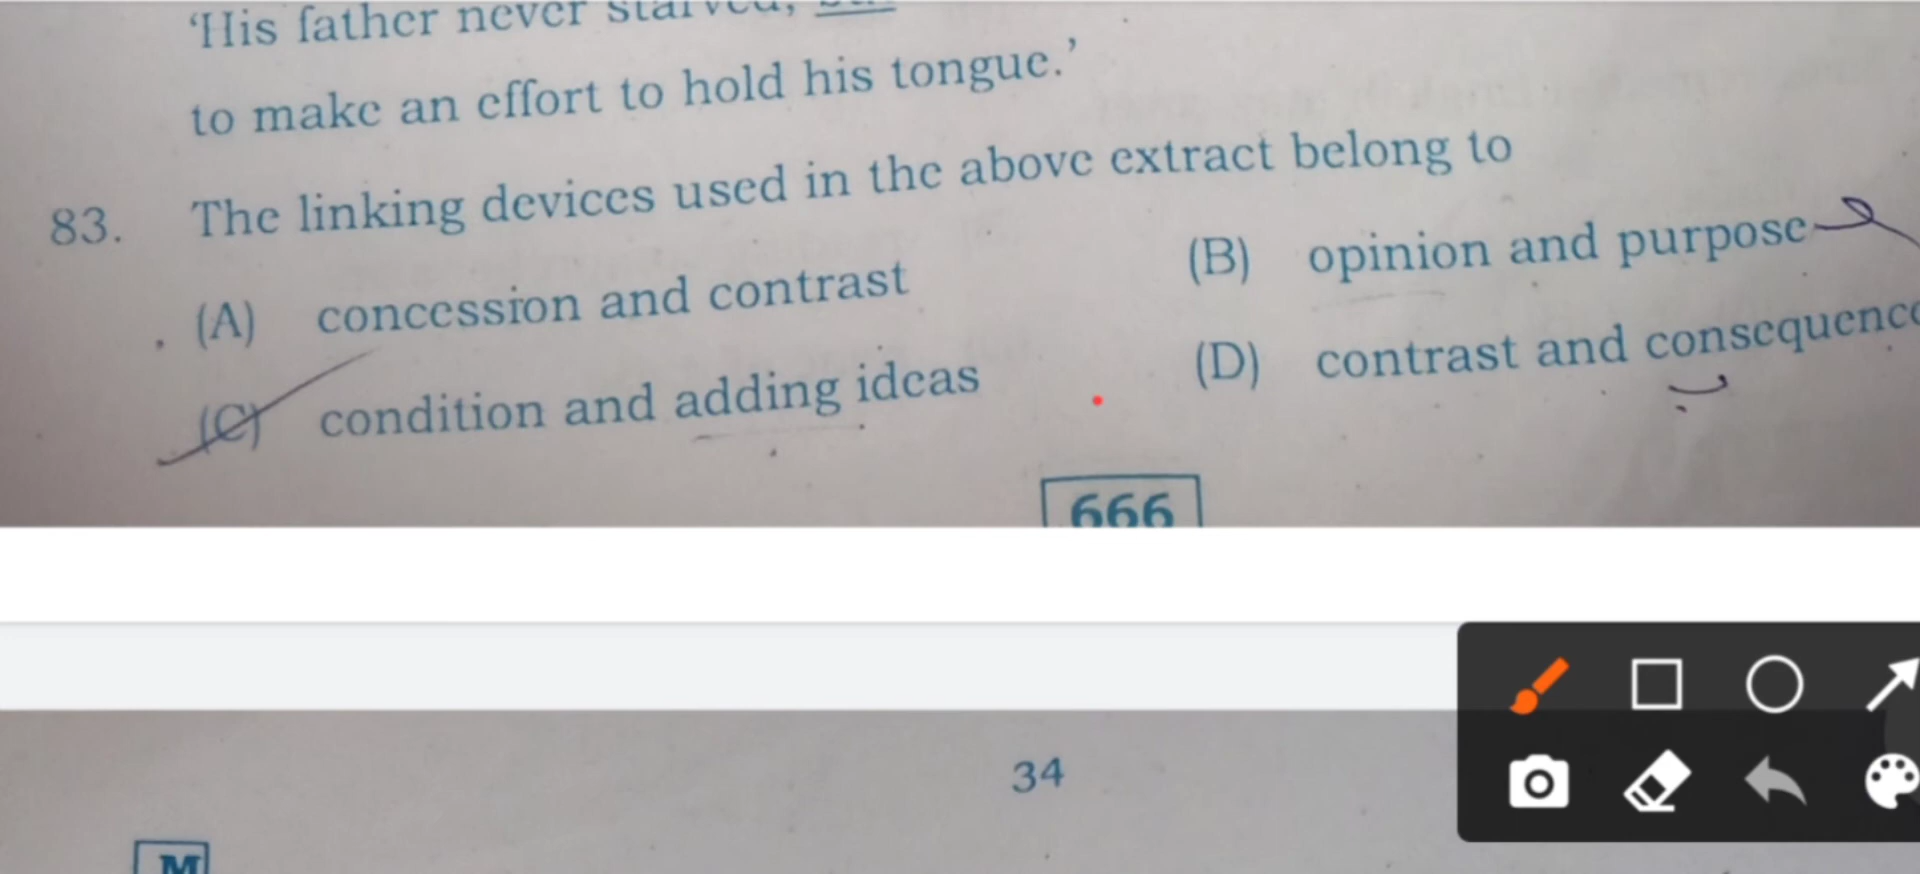 ‘His father never starved,
to make an effort to hold his tongue.’
83. The linking devices used in the above extract belong to
(A) concession and contrast (B) opinion and purpose
(C) condition and adding ideas (D) contrast and consequence
666
34
M